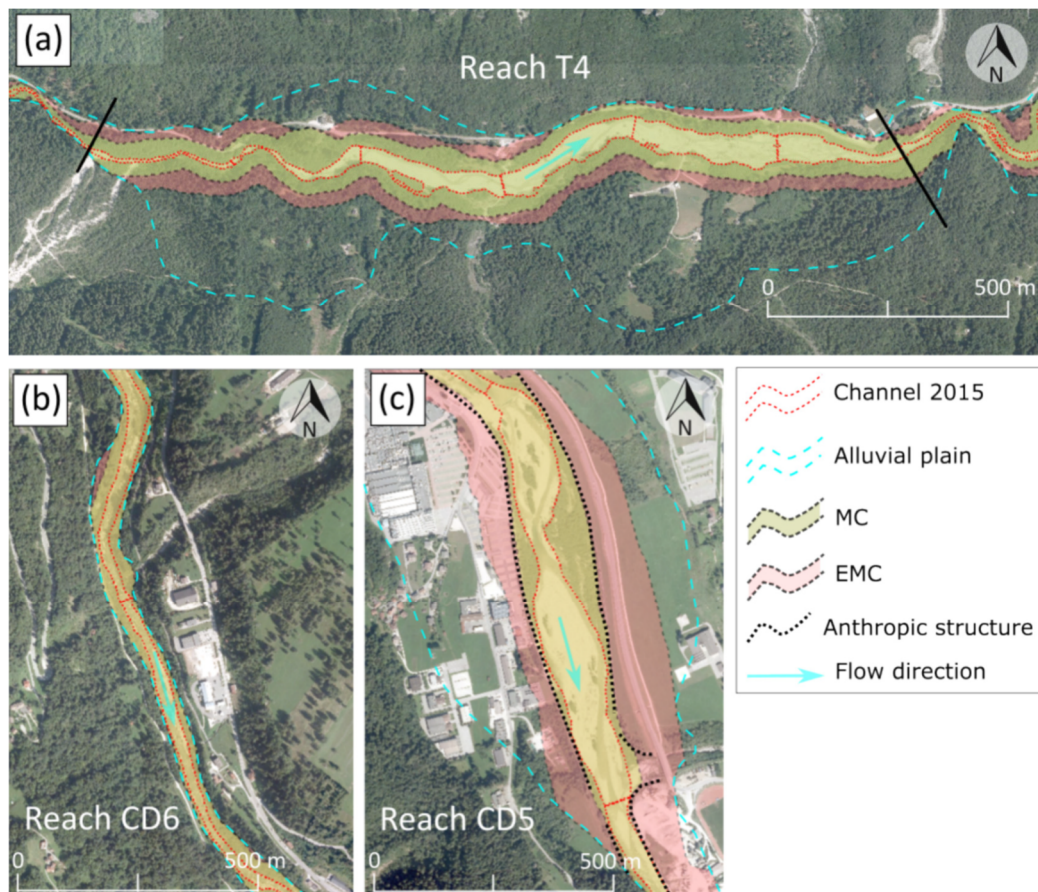 (a)
Reach T4
N
0
500 m
(b)
N
Reach CD6
0
500 m
(c)
N
Reach CD5
0
500 m
Channel 2015
Alluvial plain
MC
EMC
Anthropic structure
Flow direction